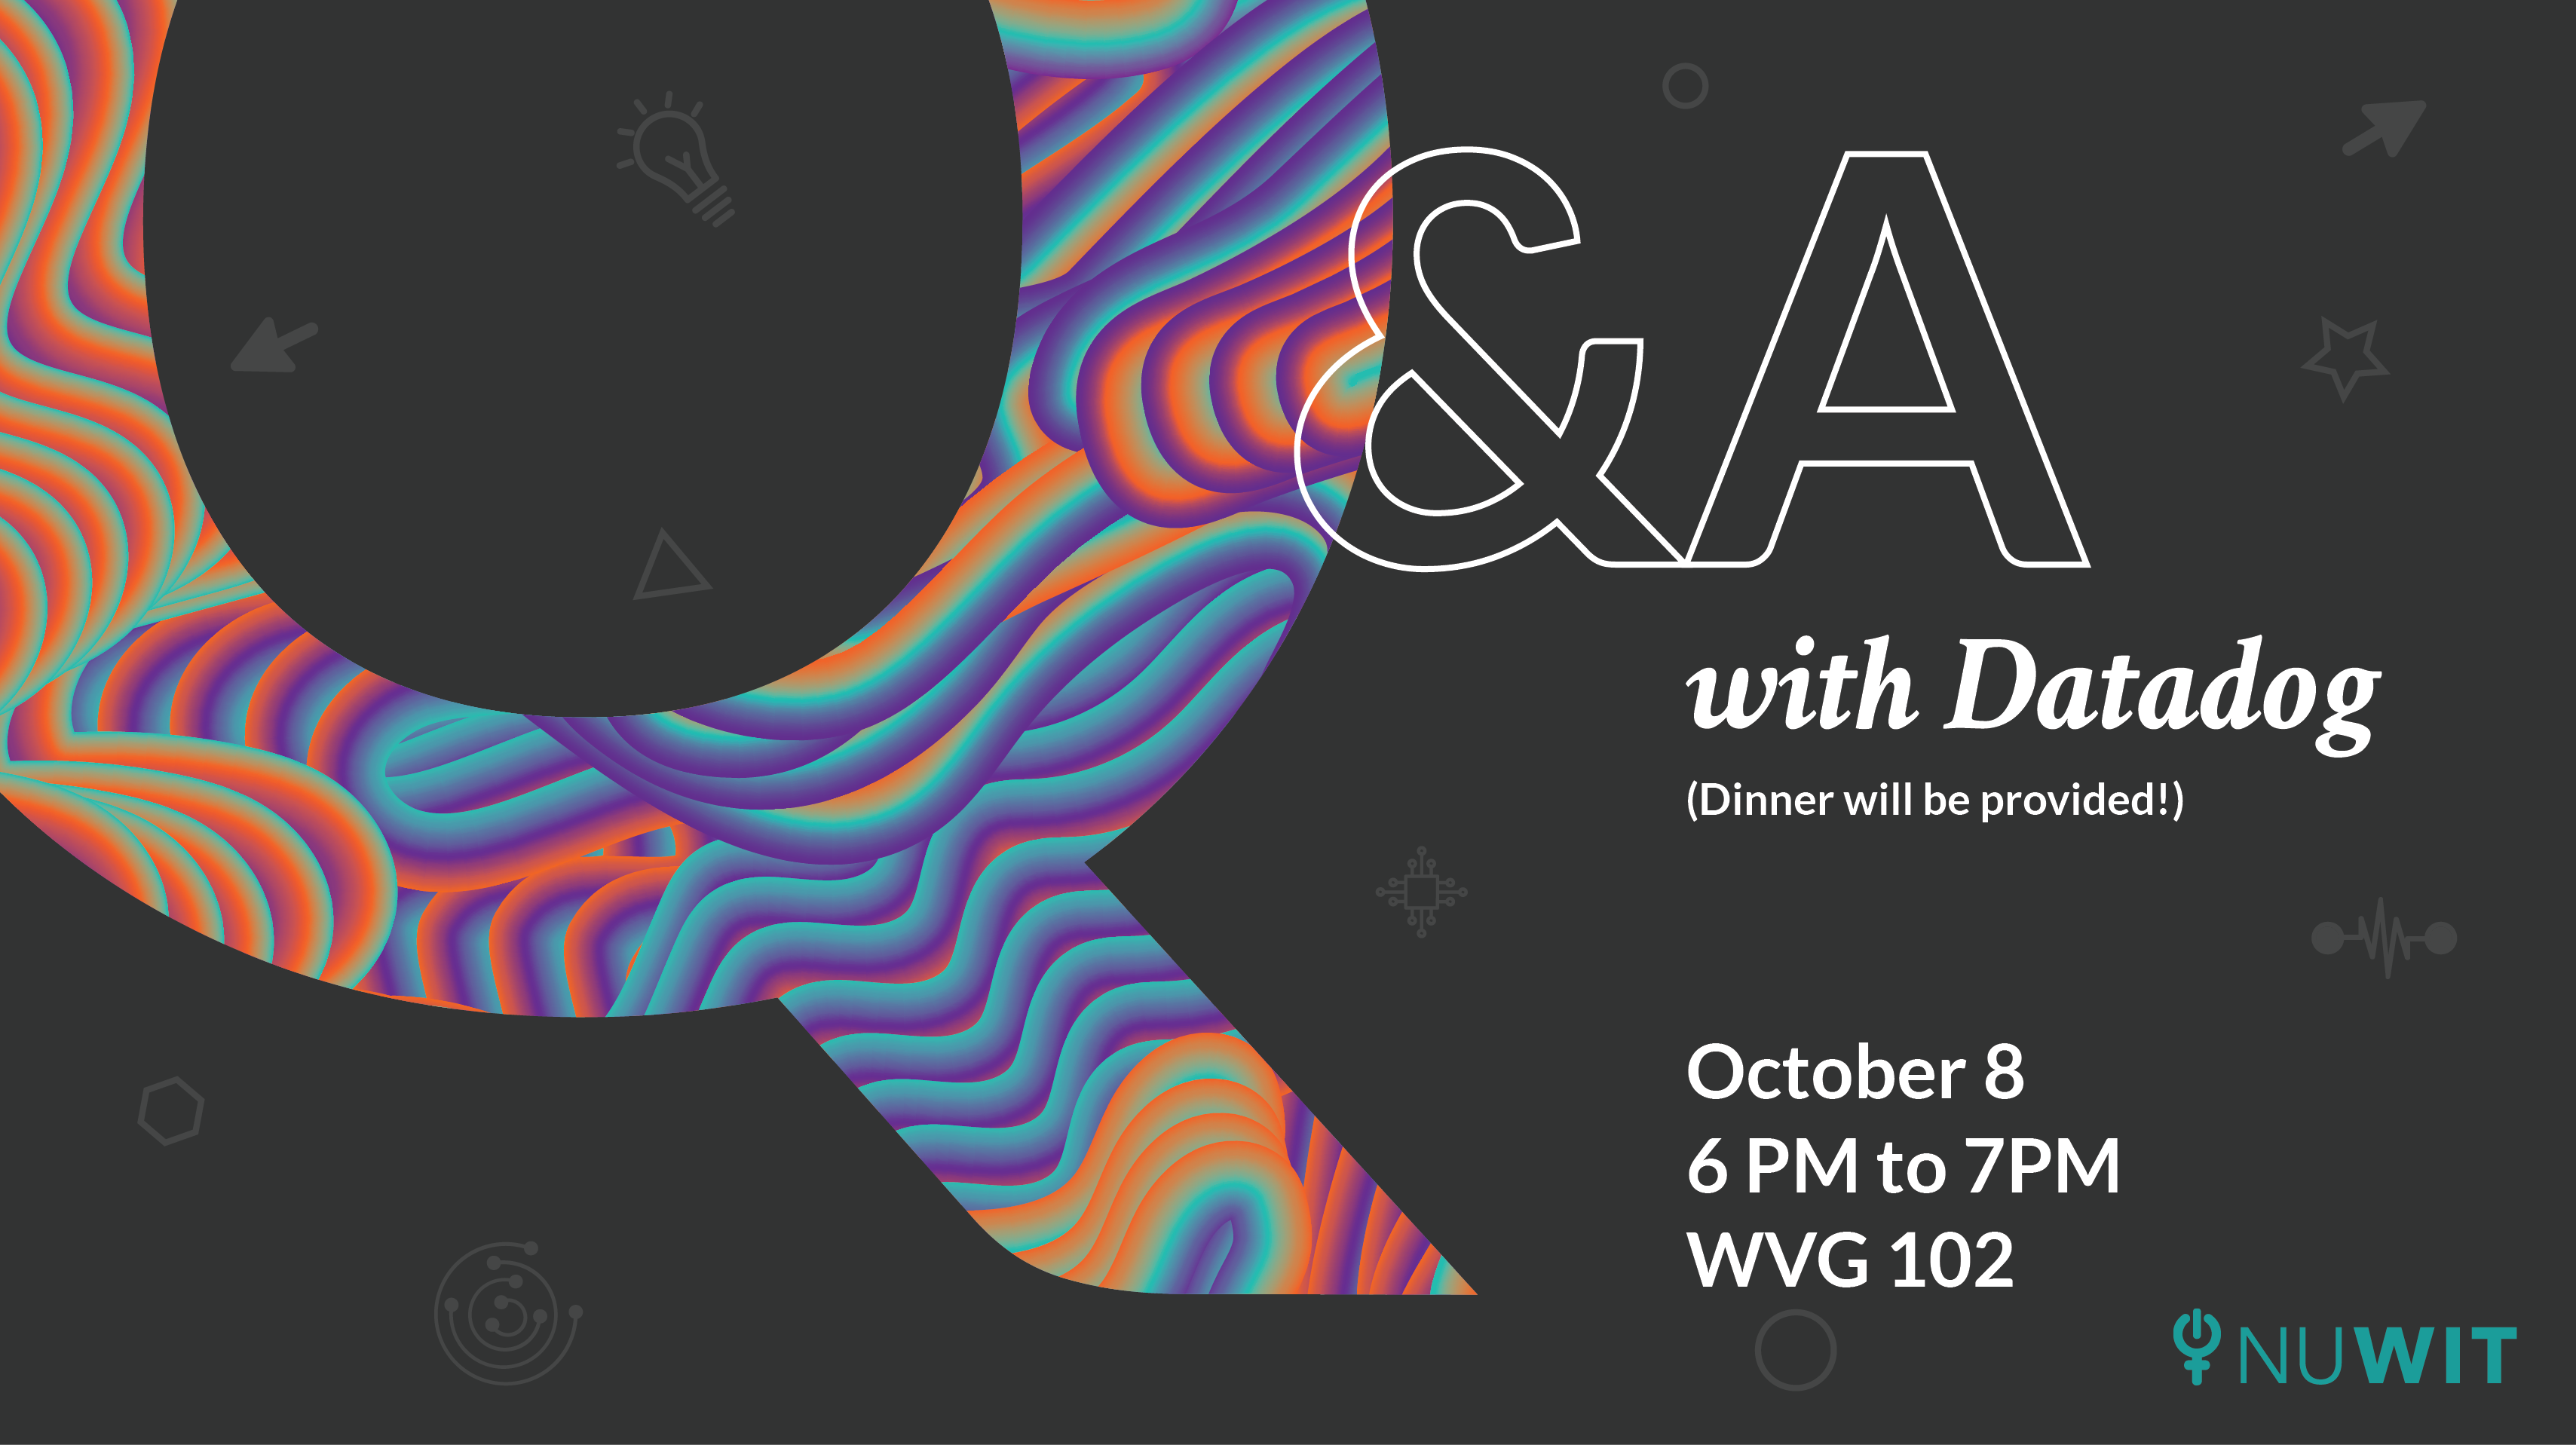 Q&A
with Datadog
(Dinner will be provided!)
October 8
6 PM to 7PM
WVG 102
NUWIT